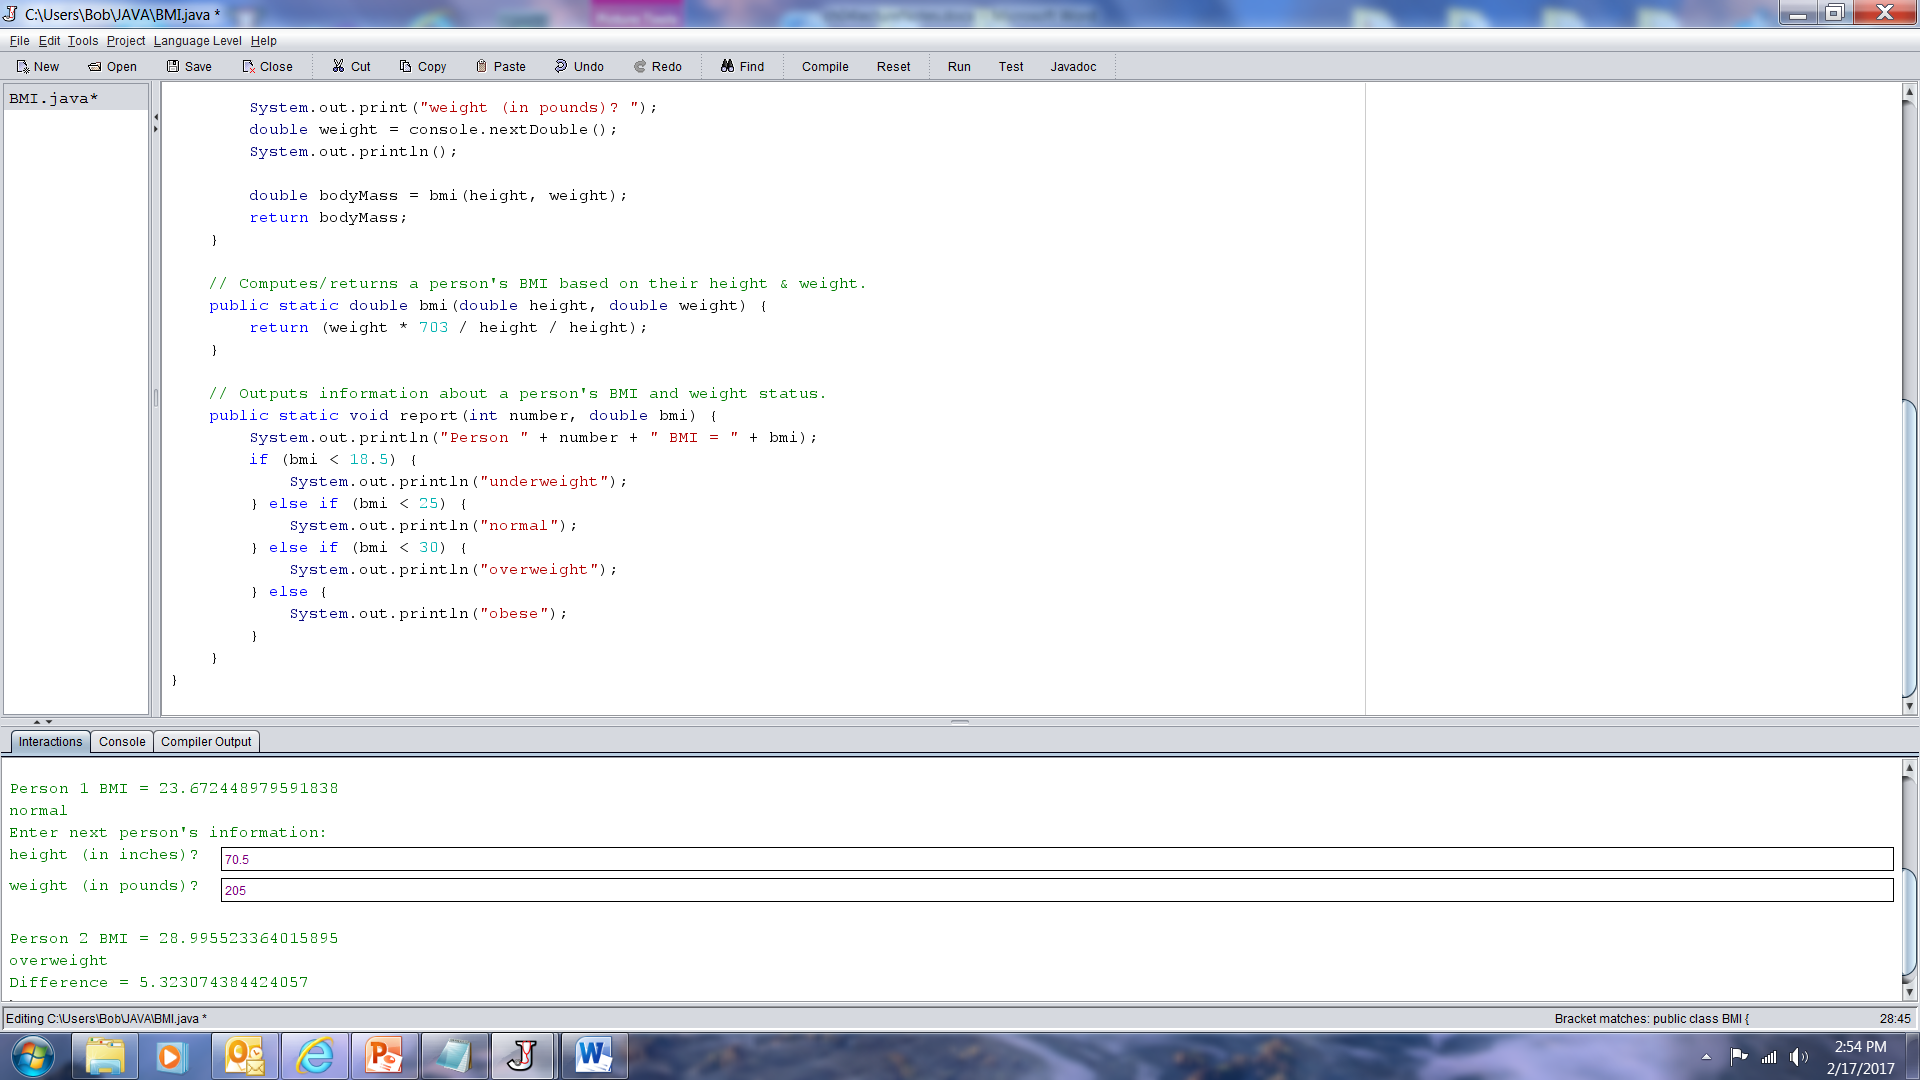 C:\Users\Bob\JAVA\BMI.java *
File Edit Tools Project Language Level Help
New Open Save Close Cut Copy Paste Undo Redo Find Compile Reset Run Test Javadoc
BMI.java*
System.out.print("weight (in pounds)? ");
double weight = console.nextDouble();
System.out.println();
double bodyMass = bmi(height, weight);
return bodyMass;
}
// Computes/returns a person's BMI based on their height & weight.
public static double bmi(double height, double weight) {
return (weight * 703 / height / height);
}
// Outputs information about a person's BMI and weight status.
public static void report(int number, double bmi) {
System.out.println("Person " + number + " BMI = " + bmi);
if (bmi < 18.5) {
System.out.println("underweight");
} else if (bmi < 25) {
System.out.println("normal");
} else if (bmi < 30) {
System.out.println("overweight");
} else {
System.out.println("obese");
}
}
}
Interactions Console Compiler Output
Person 1 BMI = 23.672448979591838
normal
Enter next person's information:
height (in inches)? 70.5
weight (in pounds)? 205
Person 2 BMI = 28.995523364015895
overweight
Difference = 5.323074384424057
Editing C:\Users\Bob\JAVA\BMI.java * Bracket matches: public class BMI { 28:45
2:54 PM
2/17/2017